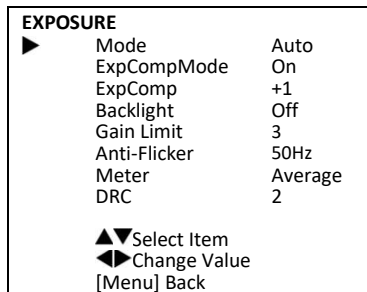 EXPOSURE
▶ Mode Auto
ExpCompMode On
ExpComp +1
Backlight Off
Gain Limit 3
Anti-Flicker 50Hz
Meter Average
DRC 2
▲▼Select Item
◀▶Change Value
[Menu] Back